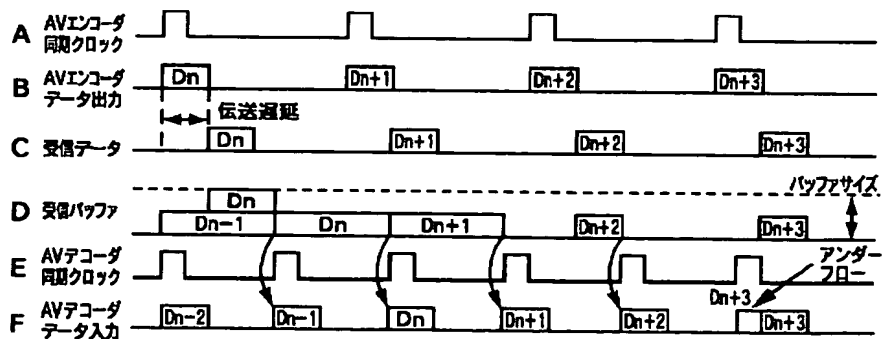 A AVエンコーダ
同期クロック
B AVエンコーダ
データ出力
Dn
Dn+1
Dn+2
Dn+3
伝送遅延
C 受信データ
Dn
Dn+1
Dn+2
Dn+3
バッファサイズ
D 受信バッファ
Dn
Dn-1
Dn
Dn+1
Dn+2
Dn+3
E AVデコーダ
同期クロック
アンダー
フロー
Dn+3
F AVデコーダ
データ入力
Dn-2
Dn-1
Dn
Dn+1
Dn+2
Dn+3